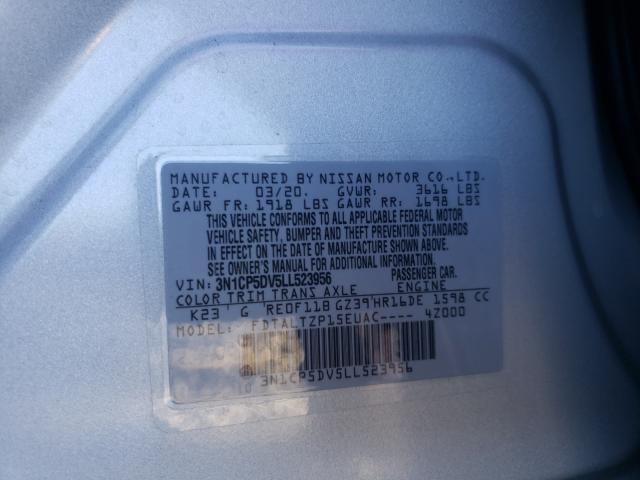 MANUFACTURED BY NISSAN MOTOR CO.,LTD.
DATE: 03/20. GVWR: 3616 LBS
GAWR FR: 1918 LBS GAWR RR: 1698 LBS
THIS VEHICLE CONFORMS TO ALL APPLICABLE FEDERAL MOTOR
VEHICLE SAFETY, BUMPER AND THEFT PREVENTION STANDARDS
IN EFFECT ON THE DATE OF MANUFACTURE SHOWN ABOVE.
SEE OWNER'S MANUAL FOR ADDITIONAL INFORMATION.
VIN: 3N1CP5DV5LL523956 PASSENGER CAR.
COLOR TRIM TRANS AXLE ENGINE
K23 G RE0F11B GZ39 HR16DE 1598 CC
MODEL: FDTALTZP15EUAC---- 4Z000
3N1CP5DV5LL523956